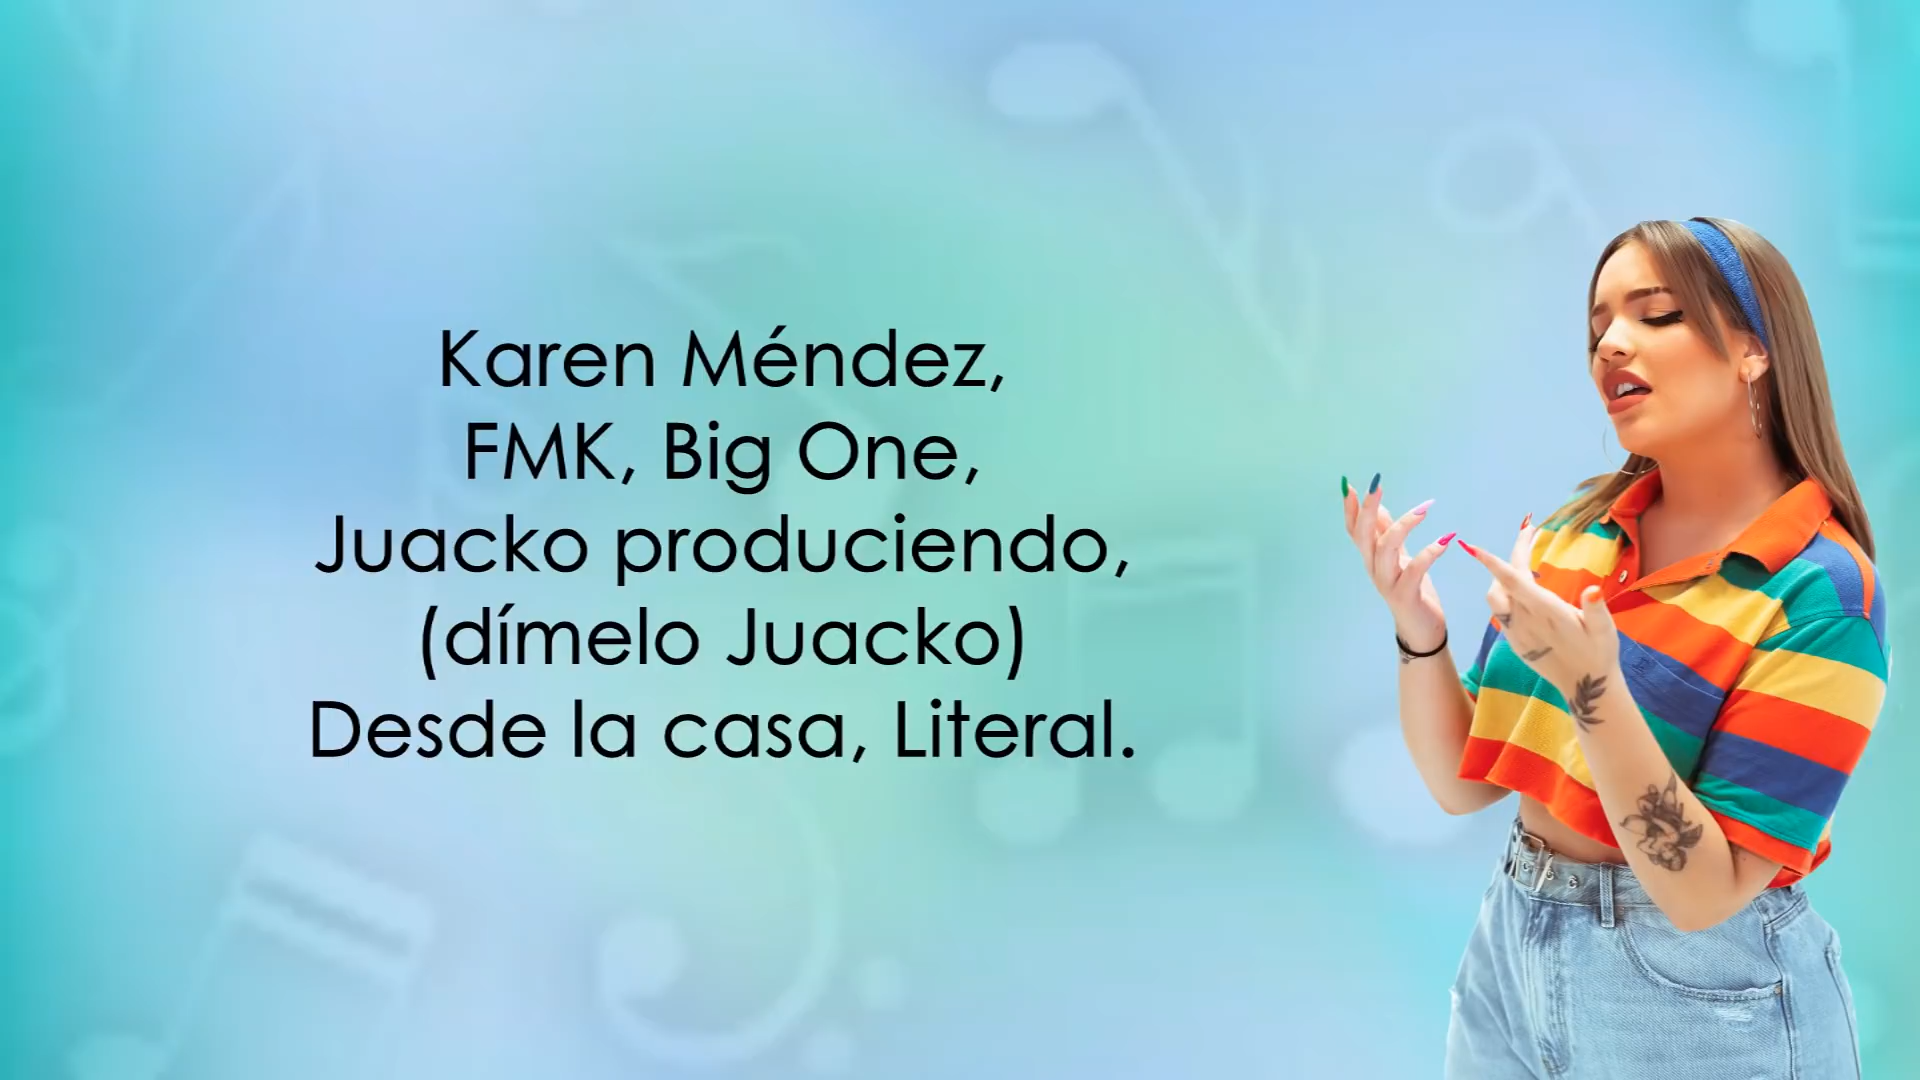 Karen Méndez,
FMK, Big One,
Juacko produciendo,
(dímelo Juacko)
Desde la casa, Literal.